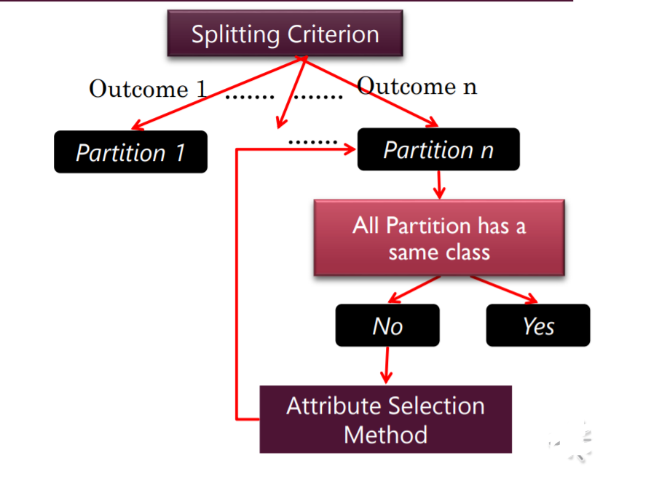 Splitting Criterion
Outcome 1 ....... ....... Outcome n
.......
Partition 1
Partition n
All Partition has a
same class
No
Yes
Attribute Selection
Method